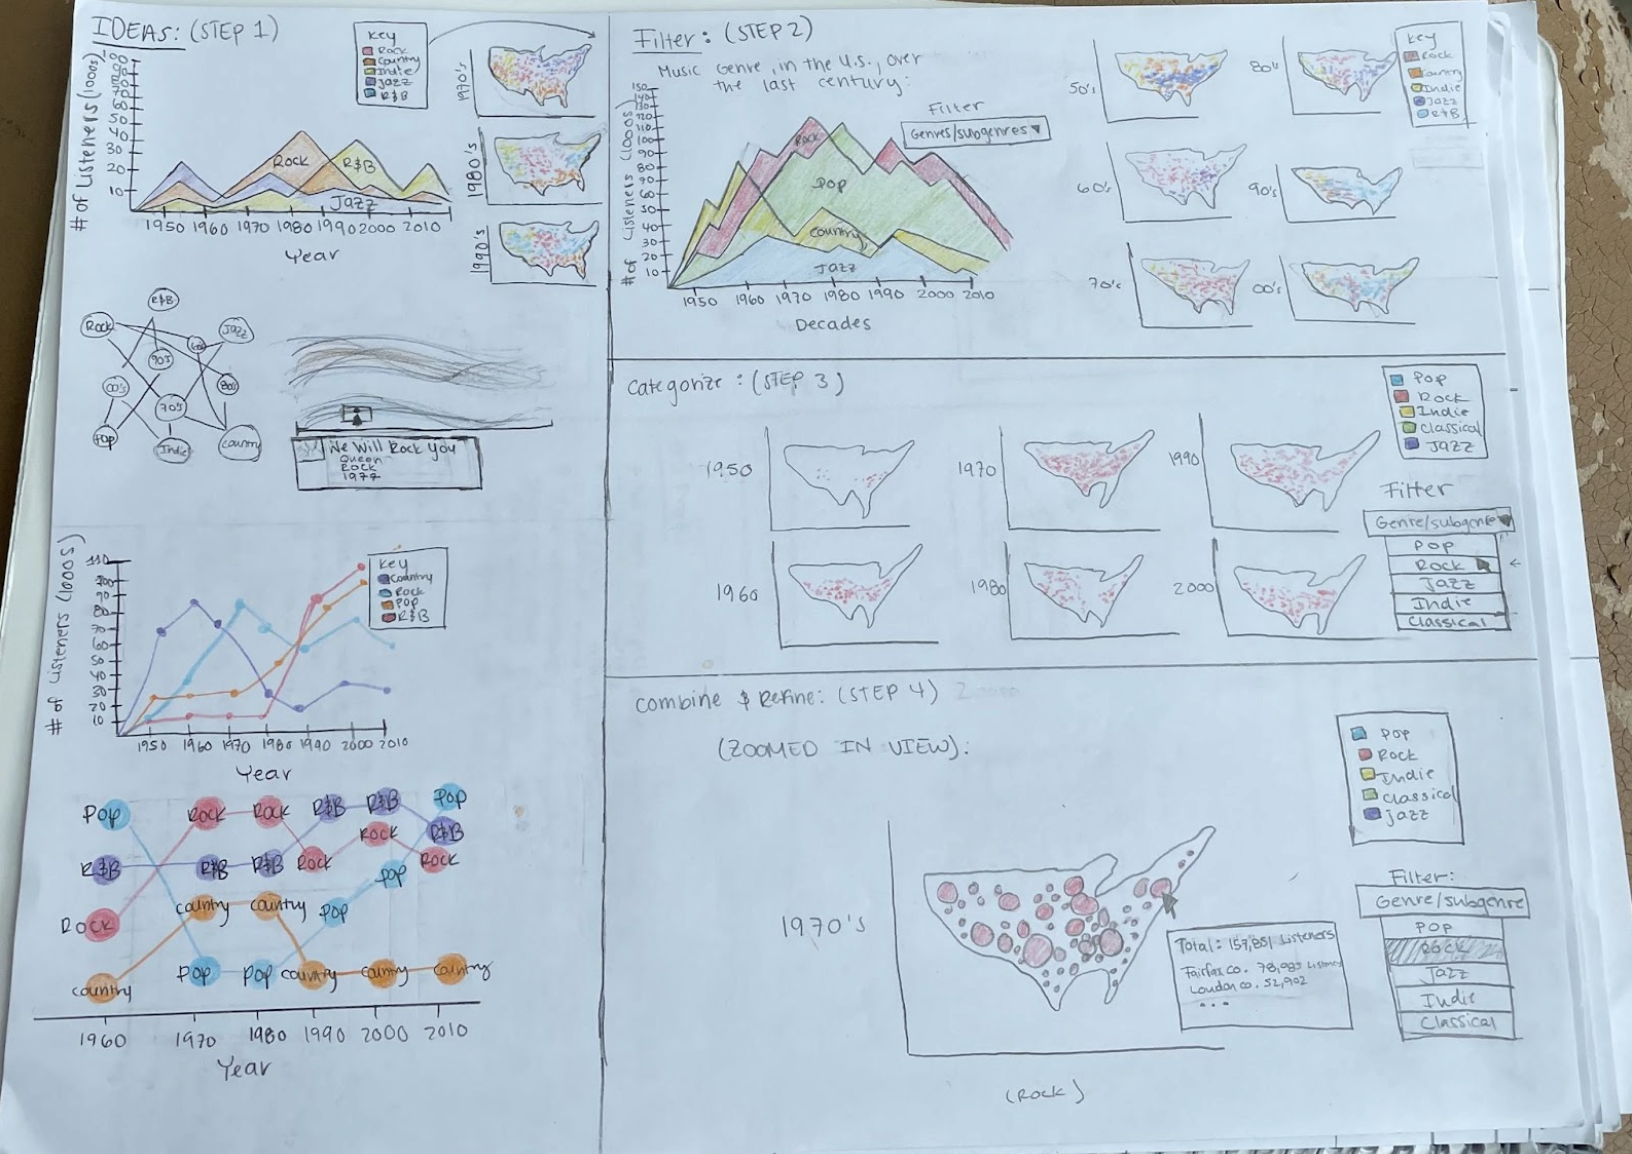 IDEAS: (STEP 1)
# of Listeners (1000s)
100
90
70
60
50
40
30
20
10
Rock
R&B
Jazz
1950 1960 1970 1980 1990 2000 2010
Year
Key
Rock
Country
Indie
Jazz
R&B
1970's
1980's
1990's
R&B
Rock
Jazz
60s
90s
00's
80s
70's
Pop
Indie
Country
We Will Rock You
Queen
Rock
1977
# of Listeners (1000s)
110
100
90
80
70
60
50
40
30
20
10
1950 1960 1970 1980 1990 2000 2010
Year
Key
Country
Rock
Pop
R&B
Pop
Rock
Rock
R&B
R&B
Pop
R&B
R&B
R&B
Rock
Rock
R&B
Rock
Rock
Country
Country
Pop
Pop
Country
Pop
Pop
Country
Country
Country
1960 1970 1980 1990 2000 2010
Year
Filter: (STEP 2)
Music Genre, in the U.S., over
the last century:
# of Listeners (1000s)
150
140
130
120
110
100
90
80
70
60
50
40
30
20
10
Rock
Pop
Country
Jazz
1950 1960 1970 1980 1990 2000 2010
Decades
Filter
Genres/subgenres ▼
50's
80's
60's
90's
70's
00's
Key
Rock
Country
Indie
Jazz
R&B
Categorize: (STEP 3)
1950
1970
1990
1960
1980
2000
Pop
Rock
Indie
Classical
Jazz
Filter
Genre/subgenre ▼
Pop
Rock
Jazz
Indie
Classical
Combine & Refine: (STEP 4)
(ZOOMED IN VIEW):
1970's
Total: 157,851 Listeners
Fairfax co. 78,985 Listeners
Loudon co. 52,902
...
(Rock)
Pop
Rock
Indie
Classical
Jazz
Filter:
Genre/subgenre
Pop
Rock
Jazz
Indie
Classical